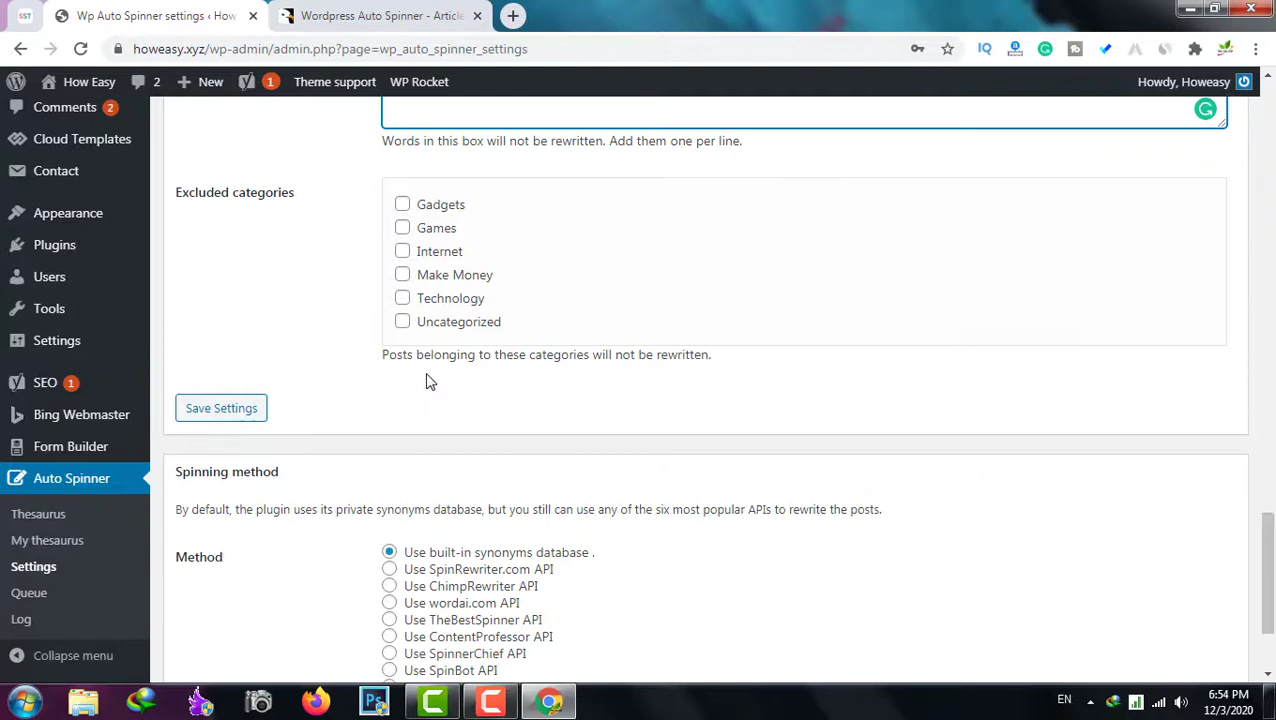 SST
Wp Auto Spinner settings ‹ How
Wordpress Auto Spinner - Article
howeasy.xyz/wp-admin/admin.php?page=wp_auto_spinner_settings
How Easy
2
New
1
Theme support
WP Rocket
Howdy, Howeasy
Comments 2
Cloud Templates
Contact
Appearance
Plugins
Users
Tools
Settings
SEO 1
Bing Webmaster
Form Builder
Auto Spinner
Thesaurus
My thesaurus
Settings
Queue
Log
Collapse menu
Words in this box will not be rewritten. Add them one per line.
Excluded categories
Gadgets
Games
Internet
Make Money
Technology
Uncategorized
Posts belonging to these categories will not be rewritten.
Save Settings
Spinning method
By default, the plugin uses its private synonyms database, but you still can use any of the six most popular APIs to rewrite the posts.
Method
Use built-in synonyms database .
Use SpinRewriter.com API
Use ChimpRewriter API
Use wordai.com API
Use TheBestSpinner API
Use ContentProfessor API
Use SpinnerChief API
Use SpinBot API
EN
6:54 PM
12/3/2020